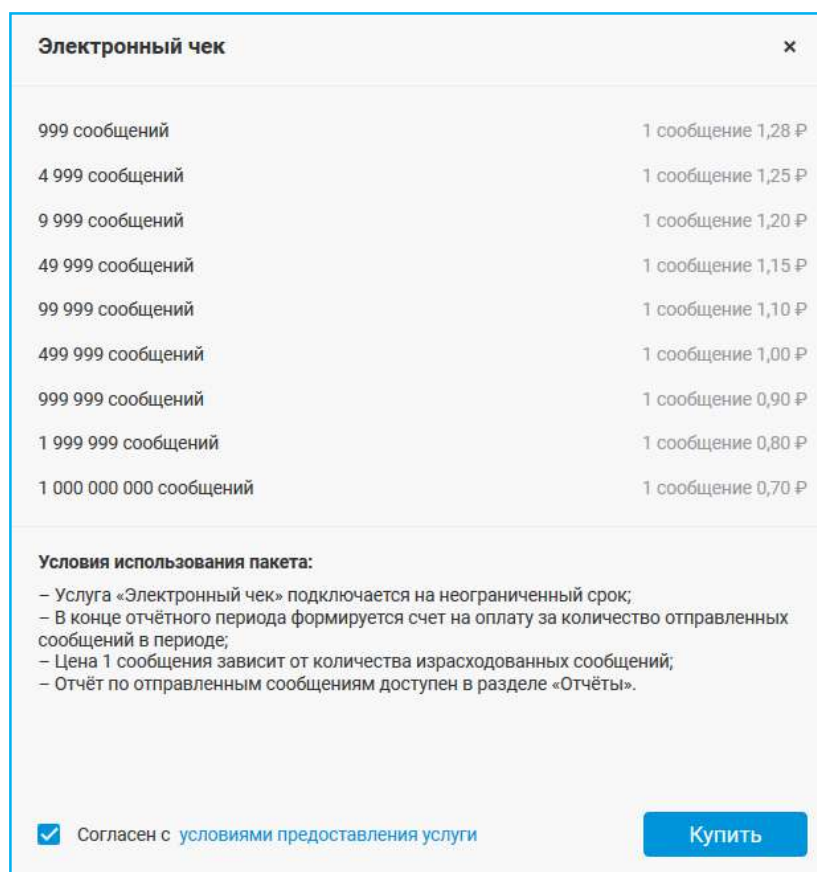 Электронный чек ×
999 сообщений 1 сообщение 1,28 ₽
4 999 сообщений 1 сообщение 1,25 ₽
9 999 сообщений 1 сообщение 1,20 ₽
49 999 сообщений 1 сообщение 1,15 ₽
99 999 сообщений 1 сообщение 1,10 ₽
499 999 сообщений 1 сообщение 1,00 ₽
999 999 сообщений 1 сообщение 0,90 ₽
1 999 999 сообщений 1 сообщение 0,80 ₽
1 000 000 000 сообщений 1 сообщение 0,70 ₽
Условия использования пакета:
– Услуга «Электронный чек» подключается на неограниченный срок;
– В конце отчётного периода формируется счет на оплату за количество отправленных
сообщений в периоде;
– Цена 1 сообщения зависит от количества израсходованных сообщений;
– Отчёт по отправленным сообщениям доступен в разделе «Отчёты».
Согласен с условиями предоставления услуги Купить